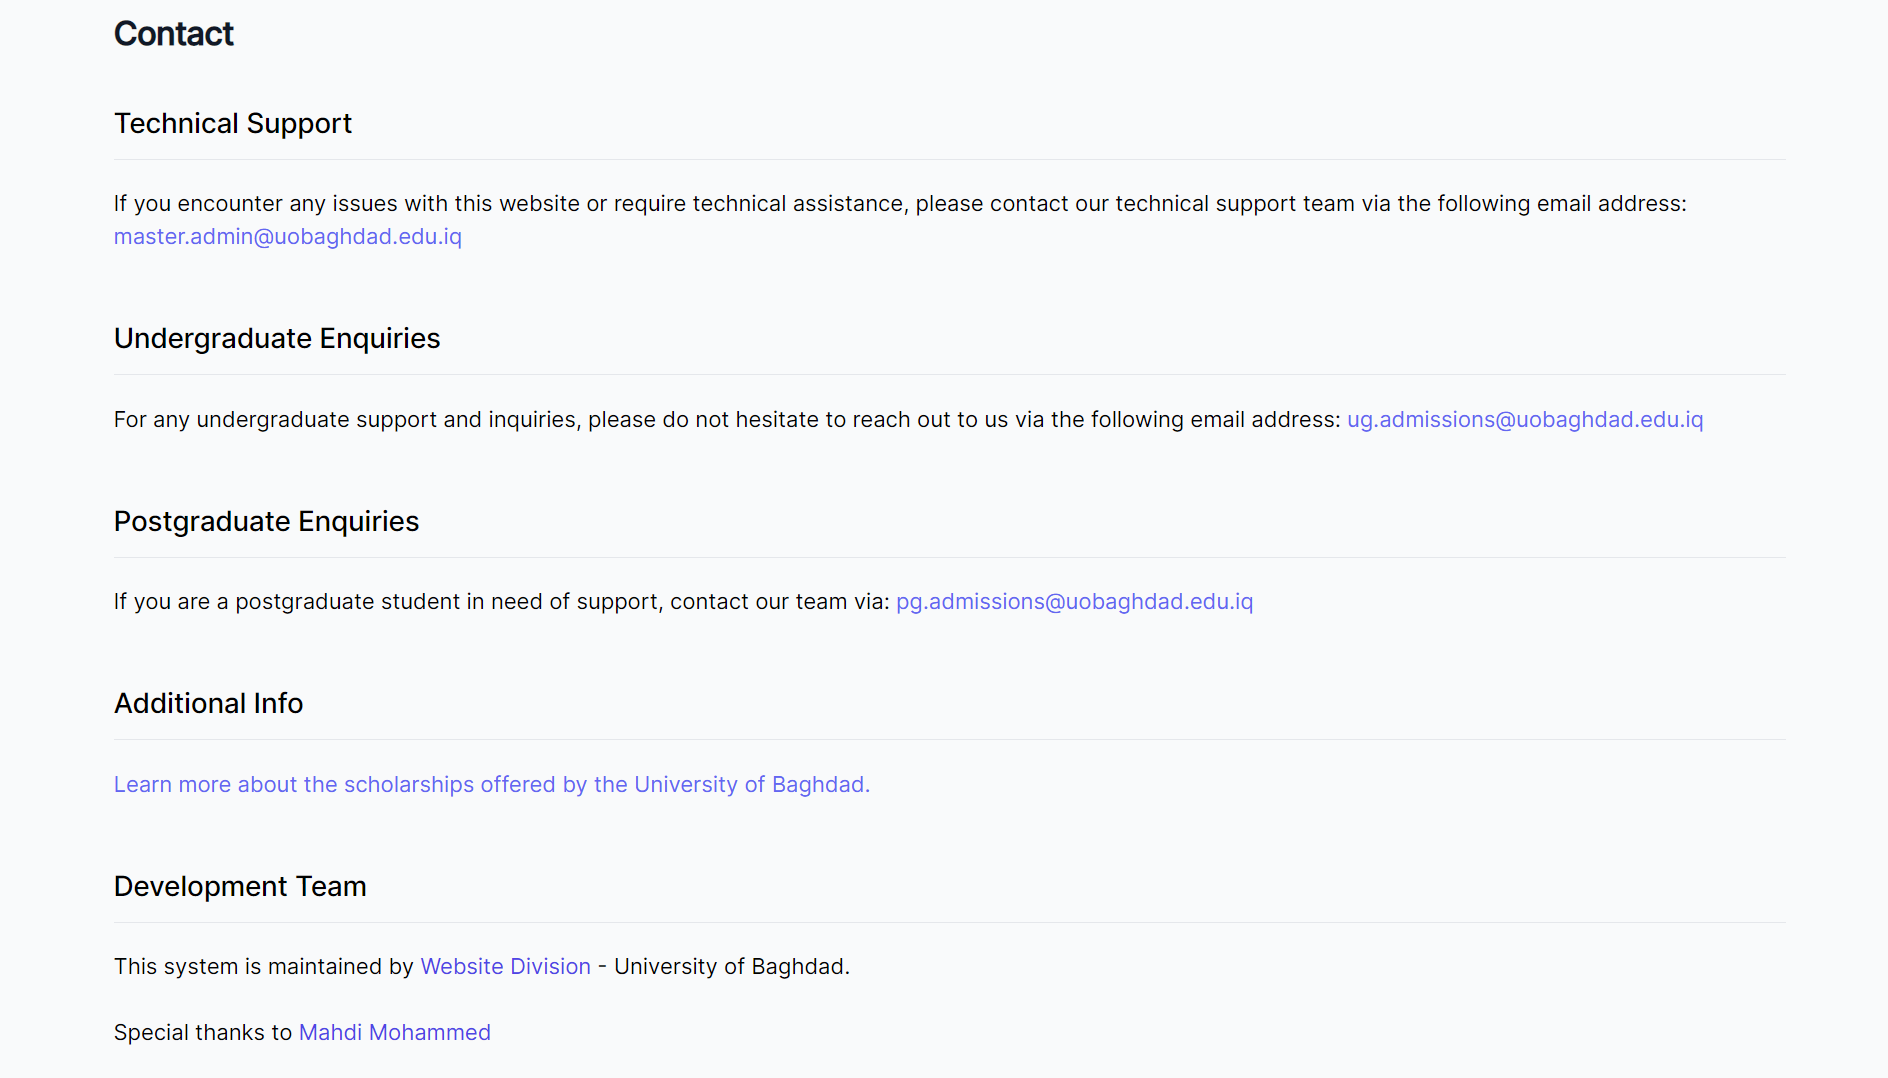 Contact
Technical Support
If you encounter any issues with this website or require technical assistance, please contact our technical support team via the following email address:
master.admin@uobaghdad.edu.iq
Undergraduate Enquiries
For any undergraduate support and inquiries, please do not hesitate to reach out to us via the following email address: ug.admissions@uobaghdad.edu.iq
Postgraduate Enquiries
If you are a postgraduate student in need of support, contact our team via: pg.admissions@uobaghdad.edu.iq
Additional Info
Learn more about the scholarships offered by the University of Baghdad.
Development Team
This system is maintained by Website Division - University of Baghdad.
Special thanks to Mahdi Mohammed